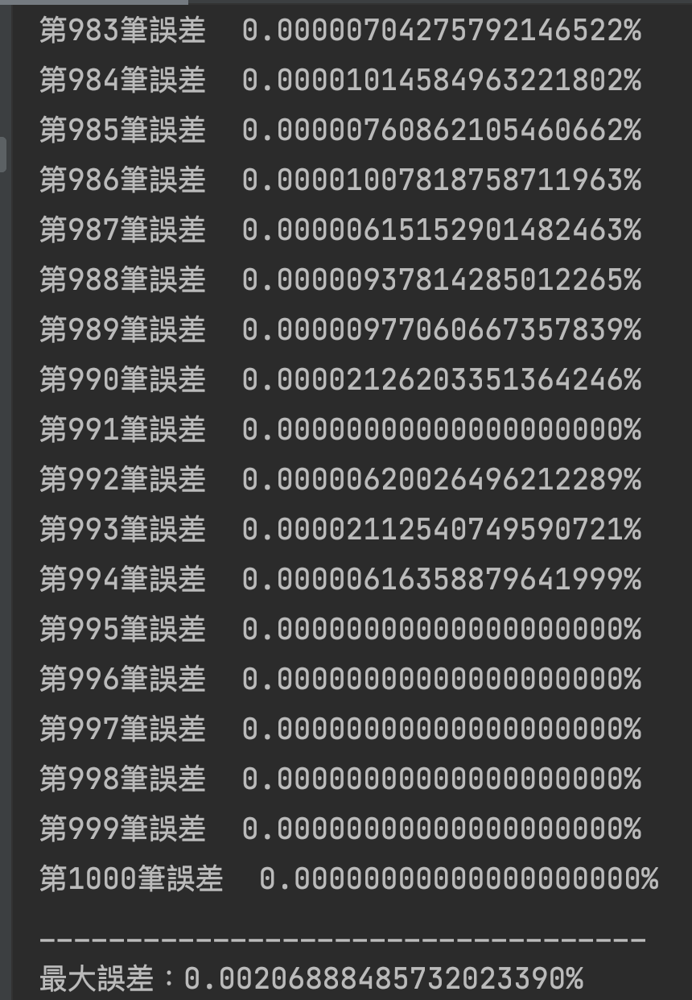 第983筆誤差  0.00000704275792146522%
第984筆誤差  0.00001014584963221802%
第985筆誤差  0.00000760862105460662%
第986筆誤差  0.00001007818758711963%
第987筆誤差  0.00000615152901482463%
第988筆誤差  0.00000937814285012265%
第989筆誤差  0.00000977060667357839%
第990筆誤差  0.00002126203351364246%
第991筆誤差  0.00000000000000000000%
第992筆誤差  0.00000620026496212289%
第993筆誤差  0.00002112540749590721%
第994筆誤差  0.00000616358879641999%
第995筆誤差  0.00000000000000000000%
第996筆誤差  0.00000000000000000000%
第997筆誤差  0.00000000000000000000%
第998筆誤差  0.00000000000000000000%
第999筆誤差  0.00000000000000000000%
第1000筆誤差  0.00000000000000000000%
-----------------------------------
最大誤差：0.00206888485732023390%